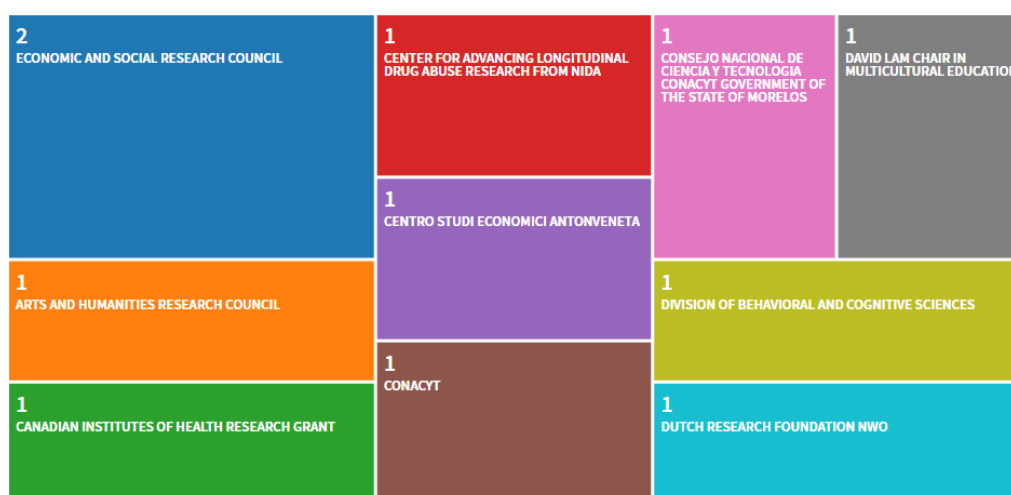 2
ECONOMIC AND SOCIAL RESEARCH COUNCIL
1
ARTS AND HUMANITIES RESEARCH COUNCIL
1
CANADIAN INSTITUTES OF HEALTH RESEARCH GRANT
1
CENTER FOR ADVANCING LONGITUDINAL
DRUG ABUSE RESEARCH FROM NIDA
1
CENTRO STUDI ECONOMICI ANTONVENETA
1
CONACYT
1
CONSEJO NACIONAL DE
CIENCIA Y TECNOLOGIA
CONACYT GOVERNMENT OF
THE STATE OF MORELOS
1
DAVID LAM CHAIR IN
MULTICULTURAL EDUCATION
1
DIVISION OF BEHAVIORAL AND COGNITIVE SCIENCES
1
DUTCH RESEARCH FOUNDATION NWO